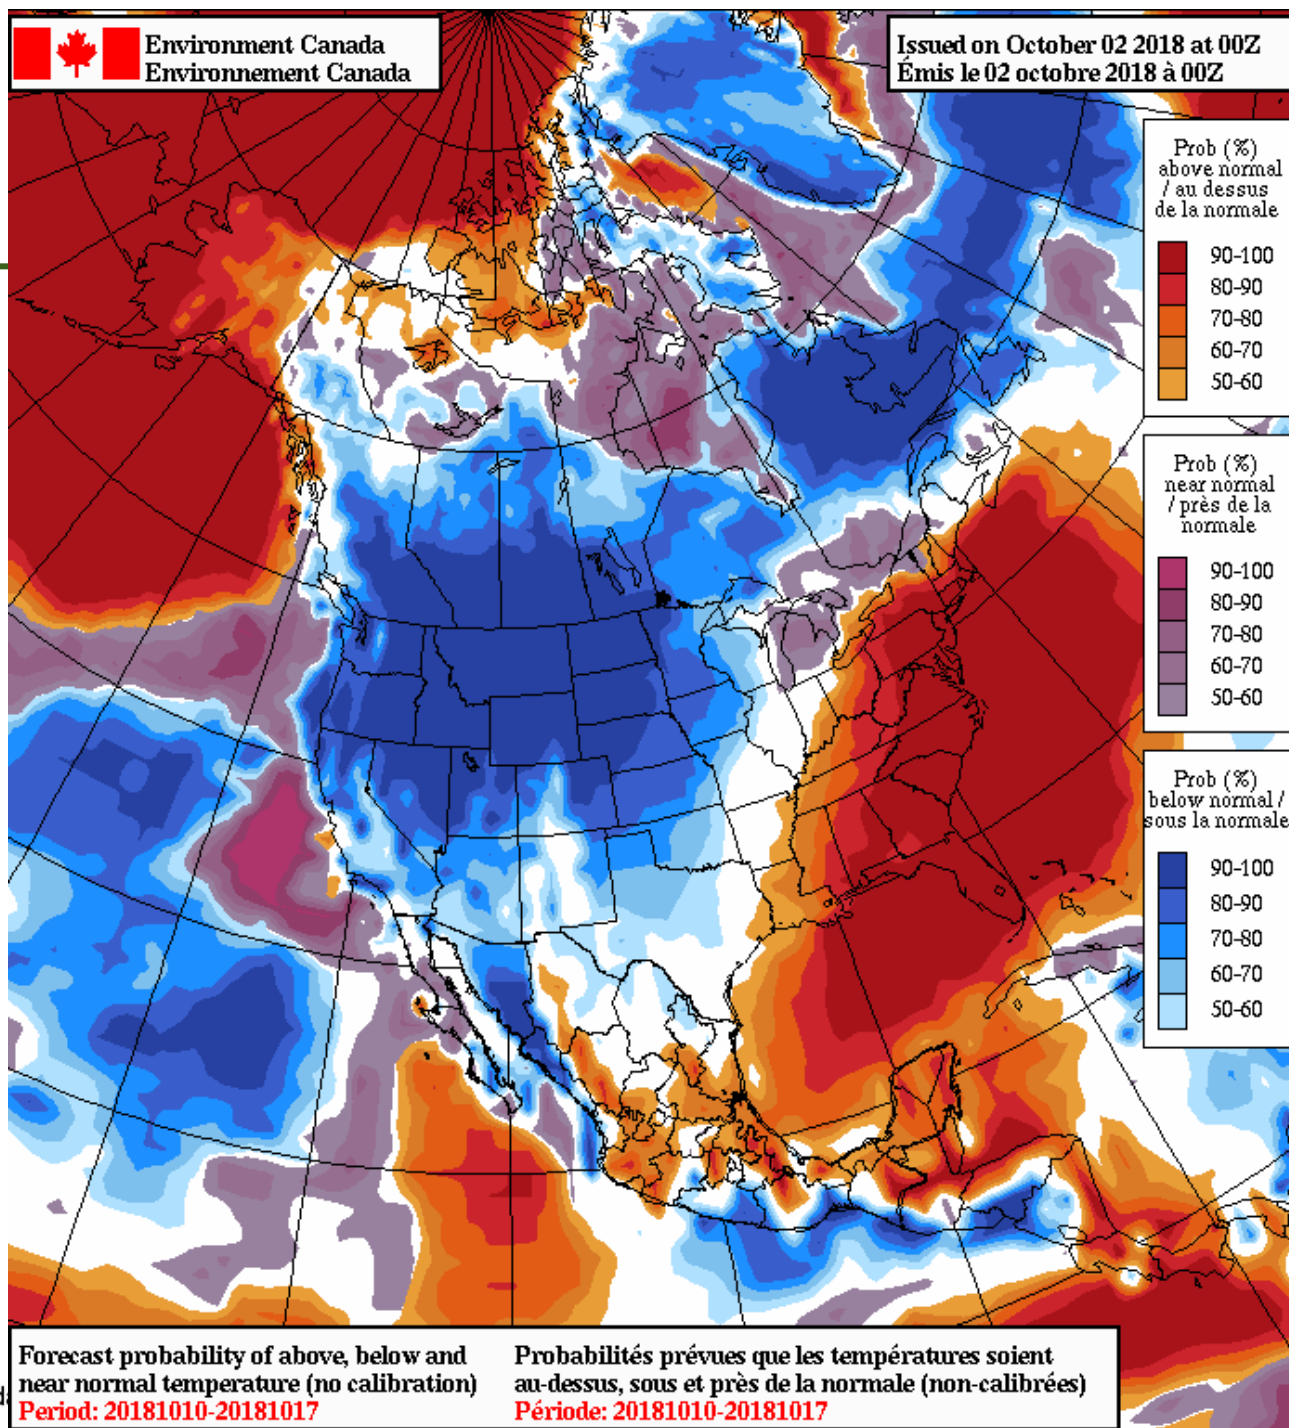 Environment Canada
Environnement Canada
Issued on October 02 2018 at 00Z
Émis le 02 octobre 2018 à 00Z
Prob (%)
above normal
/ au dessus
de la normale
90-100
80-90
70-80
60-70
50-60
Prob (%)
near normal
/ près de la
normale
90-100
80-90
70-80
60-70
50-60
Prob (%)
below normal /
sous la normale
90-100
80-90
70-80
60-70
50-60
Forecast probability of above, below and
near normal temperature (no calibration)
Period: 20181010-20181017
Probabilités prévues que les températures soient
au-dessus, sous et près de la normale (non-calibrées)
Période: 20181010-20181017